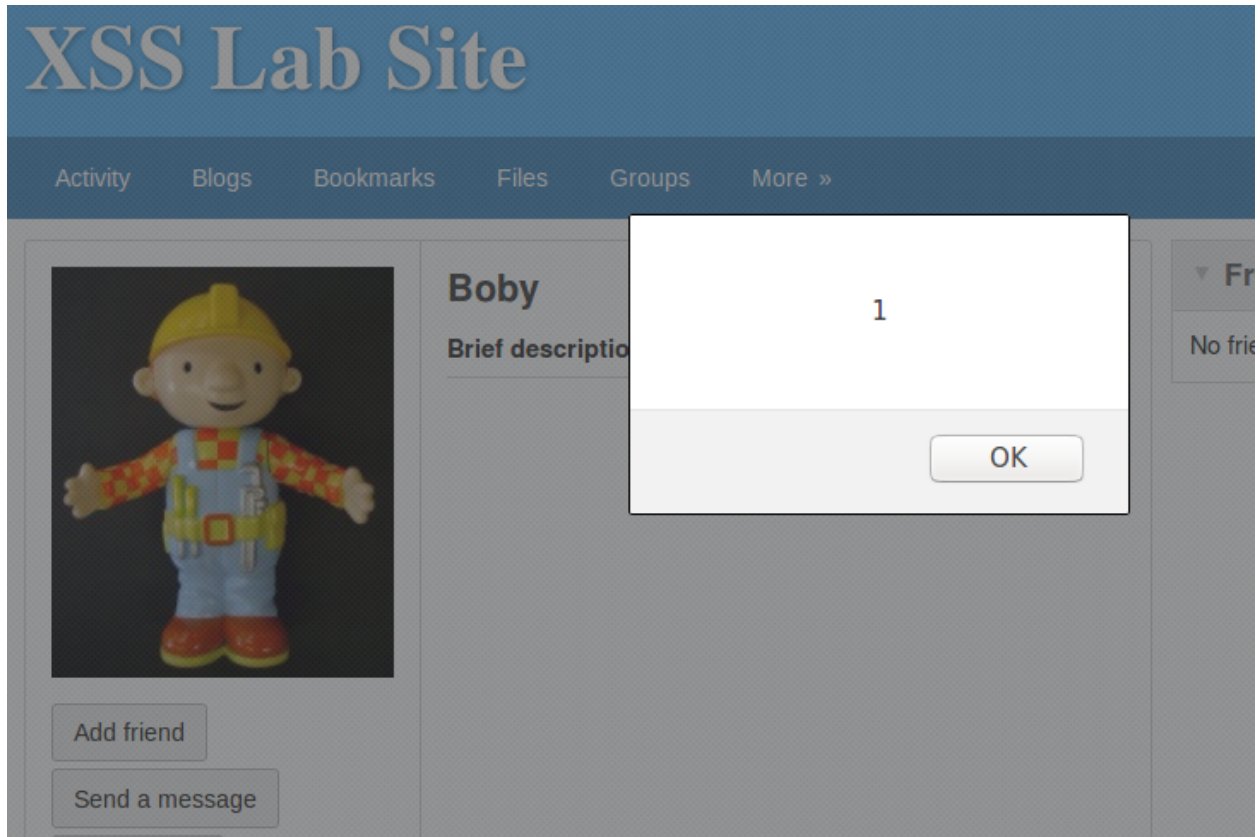 XSS Lab Site
Activity Blogs Bookmarks Files Groups More »
Boby
Brief descriptio
1
OK
Fr
No frie
Add friend
Send a message